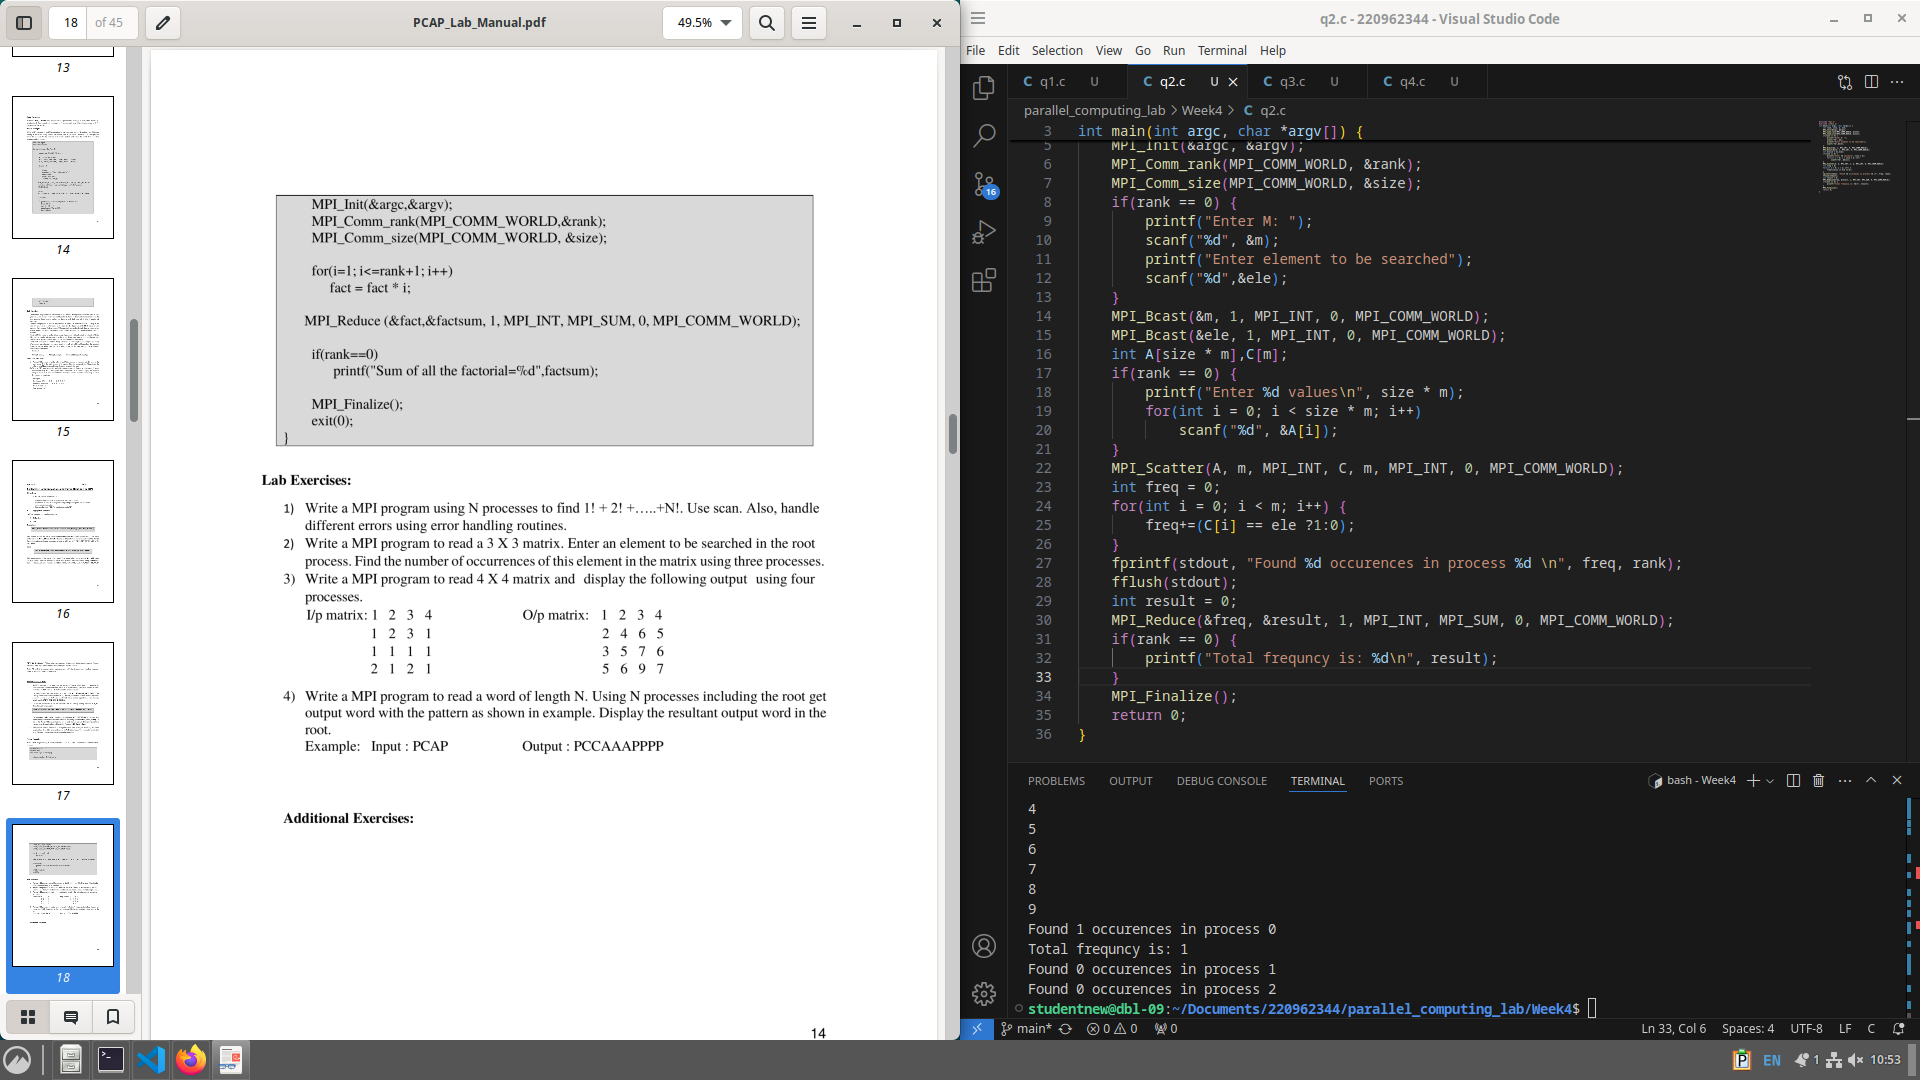 18 of 45
PCAP_Lab_Manual.pdf
49.5%
13
14
15
16
17
18
MPI_Init(&argc,&argv);
MPI_Comm_rank(MPI_COMM_WORLD,&rank);
MPI_Comm_size(MPI_COMM_WORLD, &size);
for(i=1; i<=rank+1; i++)
fact = fact * i;
MPI_Reduce (&fact,&factsum, 1, MPI_INT, MPI_SUM, 0, MPI_COMM_WORLD);
if(rank==0)
printf("Sum of all the factorial=%d",factsum);
MPI_Finalize();
exit(0);
}
Lab Exercises:
1) Write a MPI program using N processes to find 1! + 2! +…..+N!. Use scan. Also, handle
different errors using error handling routines.
2) Write a MPI program to read a 3 X 3 matrix. Enter an element to be searched in the root
process. Find the number of occurrences of this element in the matrix using three processes.
3) Write a MPI program to read 4 X 4 matrix and display the following output using four
processes.
I/p matrix: 1 2 3 4 O/p matrix: 1 2 3 4
1 2 3 1 2 4 6 5
1 1 1 1 3 5 7 6
2 1 2 1 5 6 9 7
4) Write a MPI program to read a word of length N. Using N processes including the root get
output word with the pattern as shown in example. Display the resultant output word in the
root.
Example: Input : PCAP Output : PCCAAAPPPP
Additional Exercises:
14
q2.c - 220962344 - Visual Studio Code
File Edit Selection View Go Run Terminal Help
C q1.c U C q2.c U C q3.c U C q4.c U
parallel_computing_lab > Week4 > C q2.c
16
3 int main(int argc, char *argv[]) {
5 MPI_Init(&argc, &argv);
6 MPI_Comm_rank(MPI_COMM_WORLD, &rank);
7 MPI_Comm_size(MPI_COMM_WORLD, &size);
8 if(rank == 0) {
9 printf("Enter M: ");
10 scanf("%d", &m);
11 printf("Enter element to be searched");
12 scanf("%d",&ele);
13 }
14 MPI_Bcast(&m, 1, MPI_INT, 0, MPI_COMM_WORLD);
15 MPI_Bcast(&ele, 1, MPI_INT, 0, MPI_COMM_WORLD);
16 int A[size * m],C[m];
17 if(rank == 0) {
18 printf("Enter %d values\n", size * m);
19 for(int i = 0; i < size * m; i++)
20 scanf("%d", &A[i]);
21 }
22 MPI_Scatter(A, m, MPI_INT, C, m, MPI_INT, 0, MPI_COMM_WORLD);
23 int freq = 0;
24 for(int i = 0; i < m; i++) {
25 freq+=(C[i] == ele ?1:0);
26 }
27 fprintf(stdout, "Found %d occurences in process %d \n", freq, rank);
28 fflush(stdout);
29 int result = 0;
30 MPI_Reduce(&freq, &result, 1, MPI_INT, MPI_SUM, 0, MPI_COMM_WORLD);
31 if(rank == 0) {
32 printf("Total frequncy is: %d\n", result);
33 }
34 MPI_Finalize();
35 return 0;
36 }
PROBLEMS OUTPUT DEBUG CONSOLE TERMINAL PORTS bash - Week4
4
5
6
7
8
9
Found 1 occurences in process 0
Total frequncy is: 1
Found 0 occurences in process 1
Found 0 occurences in process 2
studentnew@dbl-09:~/Documents/220962344/parallel_computing_lab/Week4$
main* 0 0 0 Ln 33, Col 6 Spaces: 4 UTF-8 LF C
P EN 1 10:53